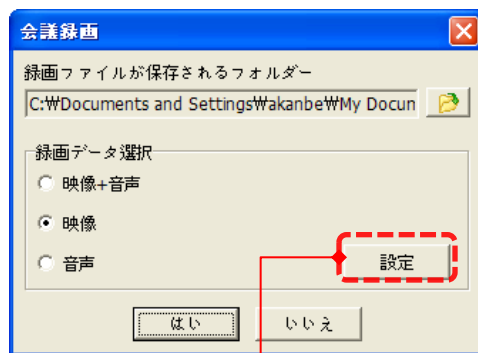 会議録画
録画ファイルが保存されるフォルダー
C:₩Documents and Settings₩akanbe₩My Docun
録画データ選択
映像+音声
映像
音声
設定
はい
いいえ